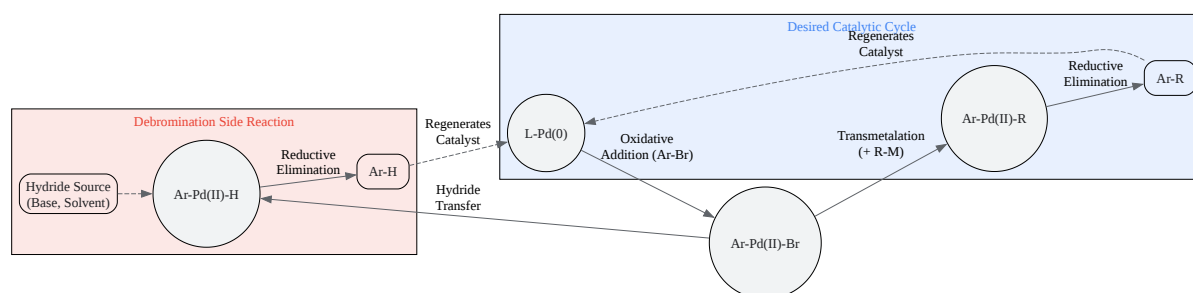 Desired Catalytic Cycle
Regenerates
Catalyst
Reductive
Elimination
Ar-R
Ar-Pd(II)-R
L-Pd(0)
Oxidative
Addition (Ar-Br)
Transmetalation
(+ R-M)
Ar-Pd(II)-Br
Debromination Side Reaction
Regenerates
Catalyst
Reductive
Elimination
Ar-H
Hydride Source
(Base, Solvent)
Ar-Pd(II)-H
Hydride
Transfer